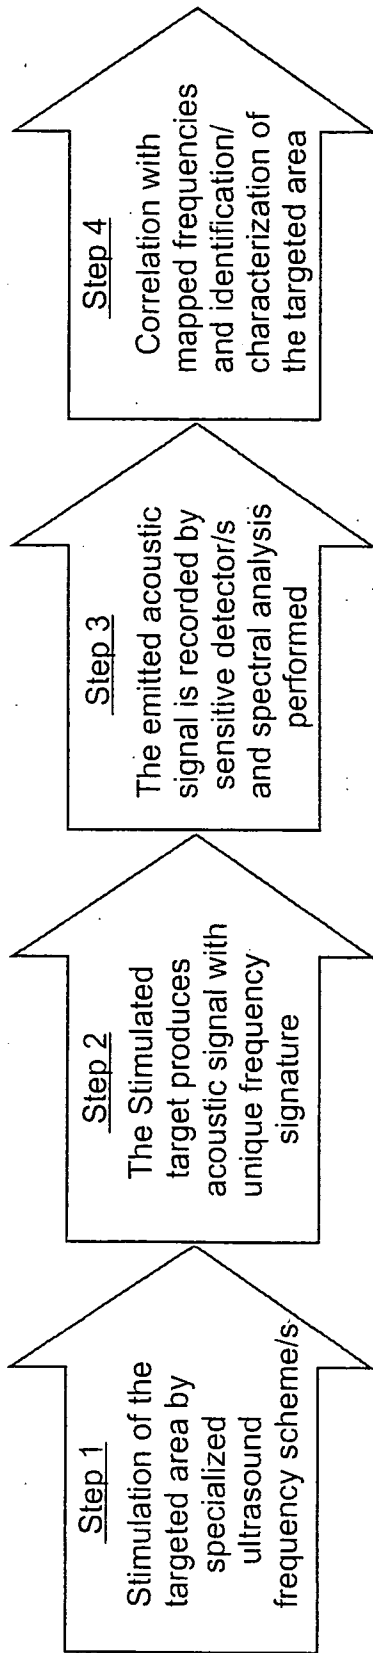 Step 1
Stimulation of the
targeted area by
specialized
ultrasound
frequency scheme/s
Step 2
The Stimulated
target produces
acoustic signal with
unique frequency
signature
Step 3
The emitted acoustic
signal is recorded by
sensitive detector/s
and spectral analysis
performed
Step 4
Correlation with
mapped frequencies
and identification/
characterization of
the targeted area